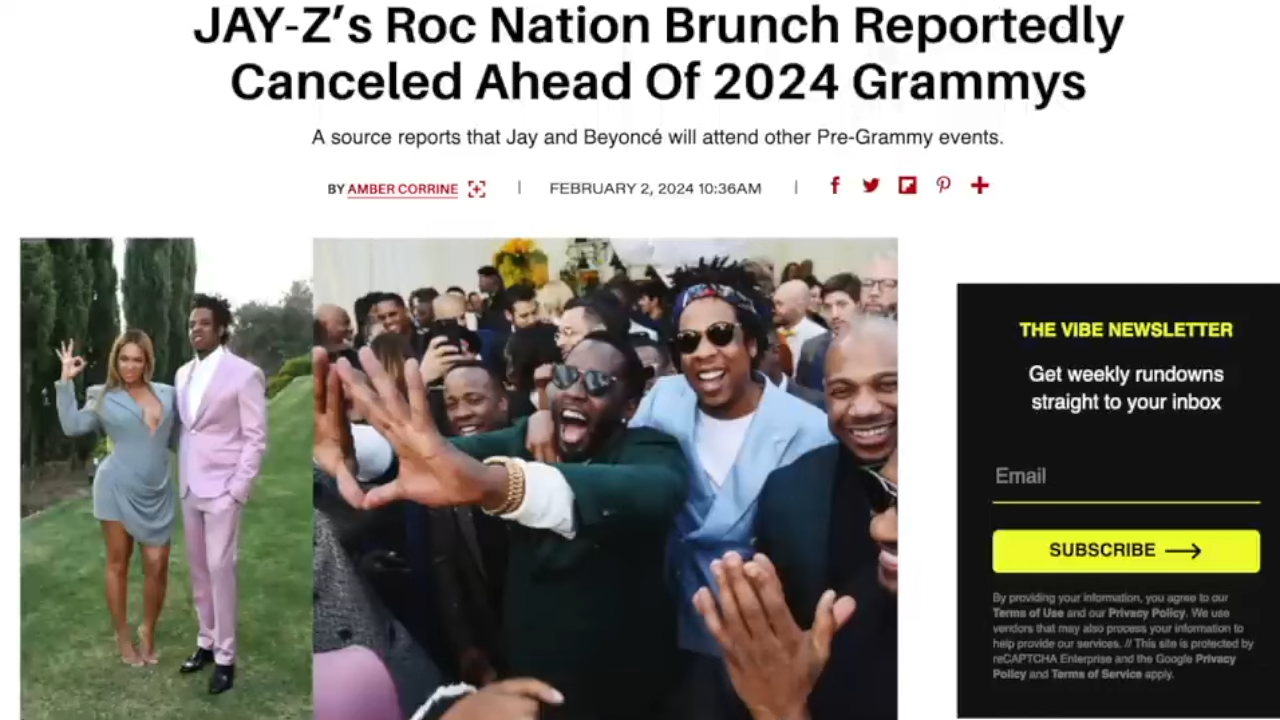 JAY-Z’s Roc Nation Brunch Reportedly
Canceled Ahead Of 2024 Grammys
A source reports that Jay and Beyoncé will attend other Pre-Grammy events.
BY AMBER CORRINE | FEBRUARY 2, 2024 10:36AM |
THE VIBE NEWSLETTER
Get weekly rundowns
straight to your inbox
Email
SUBSCRIBE
By providing your information, you agree to our
Terms of Use and our Privacy Policy. We use
vendors that may also process your information to
help provide our services. // This site is protected by
reCAPTCHA Enterprise and the Google Privacy
Policy and Terms of Service apply.